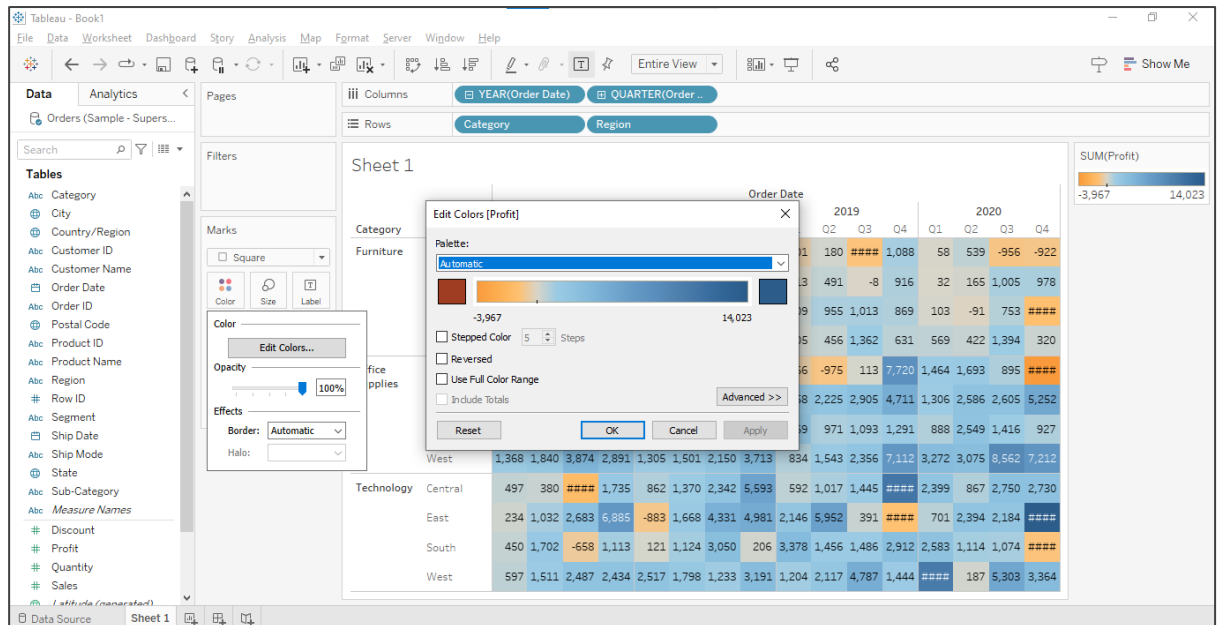 Tableau - Book1
File Data Worksheet Dashboard Story Analysis Map Format Server Window Help
Entire View
Show Me
Data Analytics
Orders (Sample - Supers...
Search
Tables
Abc Category
City
Country/Region
Abc Customer ID
Abc Customer Name
Order Date
Abc Order ID
Postal Code
Abc Product ID
Abc Product Name
Abc Region
# Row ID
Abc Segment
Ship Date
Abc Ship Mode
State
Abc Sub-Category
Abc Measure Names
# Discount
# Profit
# Quantity
# Sales
Latitude (generated)
Pages
Filters
Marks
Square
Color Size Label
Color
Edit Colors...
Opacity
100%
Effects
Border: Automatic
Halo:
Columns YEAR(Order Date) QUARTER(Order ..
Rows Category Region
Sheet 1
Order Date
2019 2020
Category Q2 Q3 Q4 Q1 Q2 Q3 Q4
Furniture 180 #### 1,088 58 539 -956 -922
491 -8 916 32 165 1,005 978
955 1,013 869 103 -91 753 ####
456 1,362 631 569 422 1,394 320
fice
pplies
-975 113 7,720 1,464 1,693 895 ####
2,225 2,905 4,711 1,306 2,586 2,605 5,252
971 1,093 1,291 888 2,549 1,416 927
West 1,368 1,840 3,874 2,891 1,305 1,501 2,150 3,713 834 1,543 2,356 7,112 3,272 3,075 8,562 7,212
Technology Central 497 380 #### 1,735 862 1,370 2,342 5,593 592 1,017 1,445 #### 2,399 867 2,750 2,730
East 234 1,032 2,683 6,885 -883 1,668 4,331 4,981 2,146 5,952 391 #### 701 2,394 2,184 ####
South 450 1,702 -658 1,113 121 1,124 3,050 206 3,378 1,456 1,486 2,912 2,583 1,114 1,074 ####
West 597 1,511 2,487 2,434 2,517 1,798 1,233 3,191 1,204 2,117 4,787 1,444 #### 187 5,303 3,364
Edit Colors [Profit]
Palette:
Automatic
-3,967 14,023
Stepped Color 5 Steps
Reversed
Use Full Color Range
Include Totals
Advanced >>
Reset OK Cancel Apply
SUM(Profit)
-3,967 14,023
Data Source Sheet 1